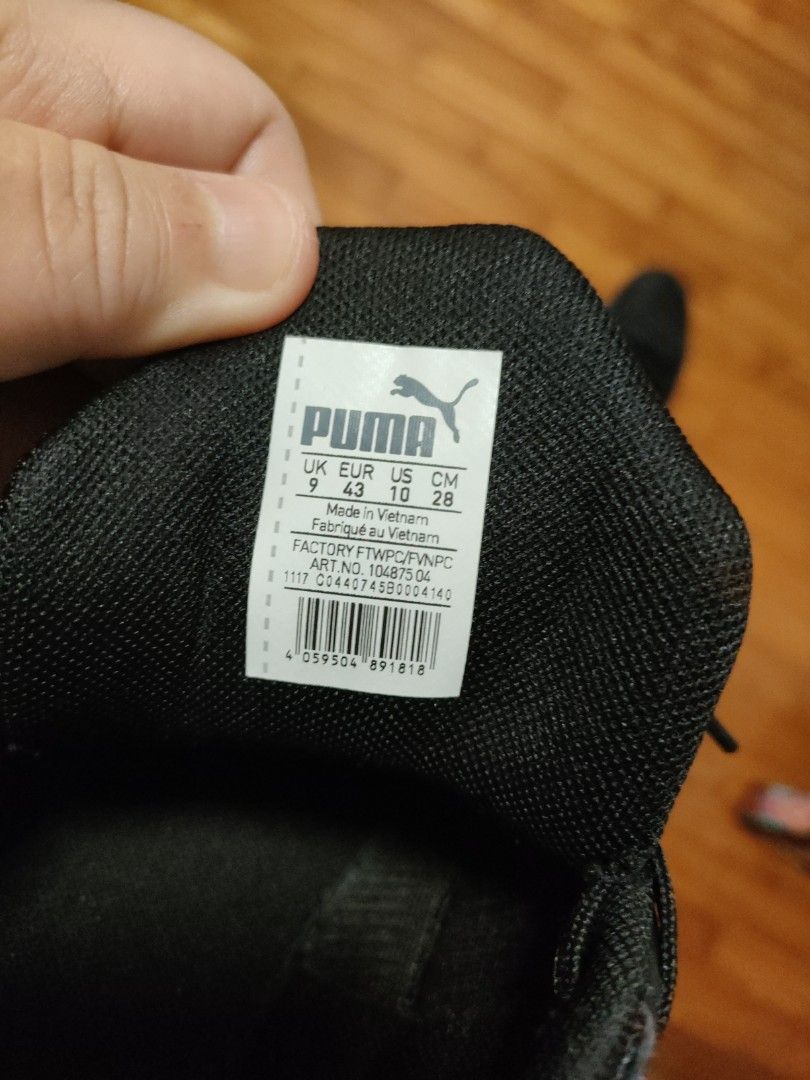 PUMA
UK EUR US CM
9 43 10 28
Made in Vietnam
Fabriqué au Vietnam
FACTORY FTWPC/FVNPC
ART.NO. 104875 04
1117 C0440745B0004140
4 059504 891818